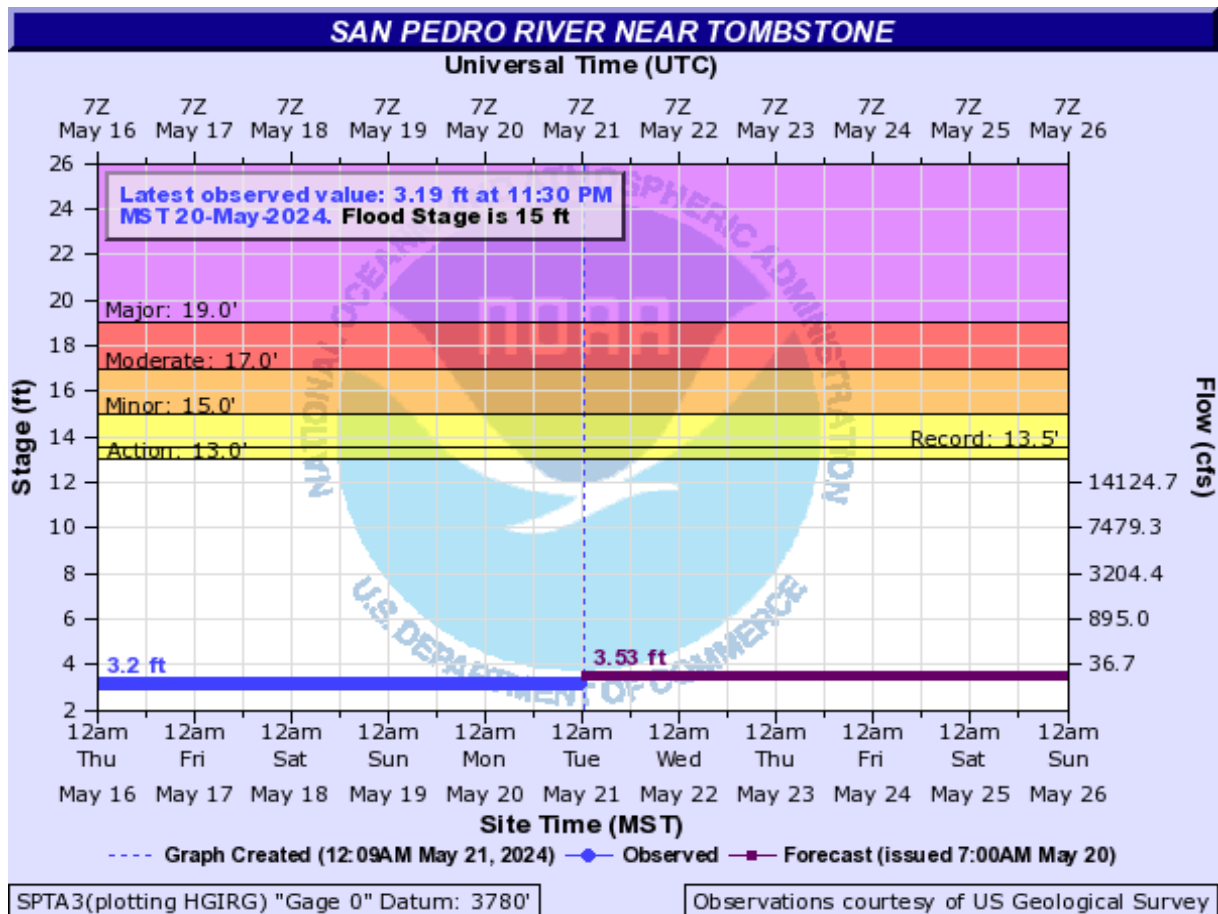 SAN PEDRO RIVER NEAR TOMBSTONE
Universal Time (UTC)
7Z 7Z 7Z 7Z 7Z 7Z 7Z 7Z 7Z 7Z 7Z
May 16 May 17 May 18 May 19 May 20 May 21 May 22 May 23 May 24 May 25 May 26
26
Latest observed value: 3.19 ft at 11:30 PM
MST 20-May-2024. Flood Stage is 15 ft
24
22
20
Major: 19.0'
18
Moderate: 17.0'
16
Minor: 15.0'
14
Record: 13.5'
Action: 13.0'
12 14124.7
10 7479.3
8 3204.4
6 895.0
4 36.7
2
Stage (ft)
Flow (cfs)
NATIONAL OCEANIC AND ATMOSPHERIC ADMINISTRATION
NOAA
U.S. DEPARTMENT OF COMMERCE
3.2 ft
3.53 ft
12am 12am 12am 12am 12am 12am 12am 12am 12am 12am 12am
Thu Fri Sat Sun Mon Tue Wed Thu Fri Sat Sun
May 16 May 17 May 18 May 19 May 20 May 21 May 22 May 23 May 24 May 25 May 26
Site Time (MST)
Graph Created (12:09AM May 21, 2024) Observed Forecast (issued 7:00AM May 20)
SPTA3(plotting HGIRG) "Gage 0" Datum: 3780'
Observations courtesy of US Geological Survey